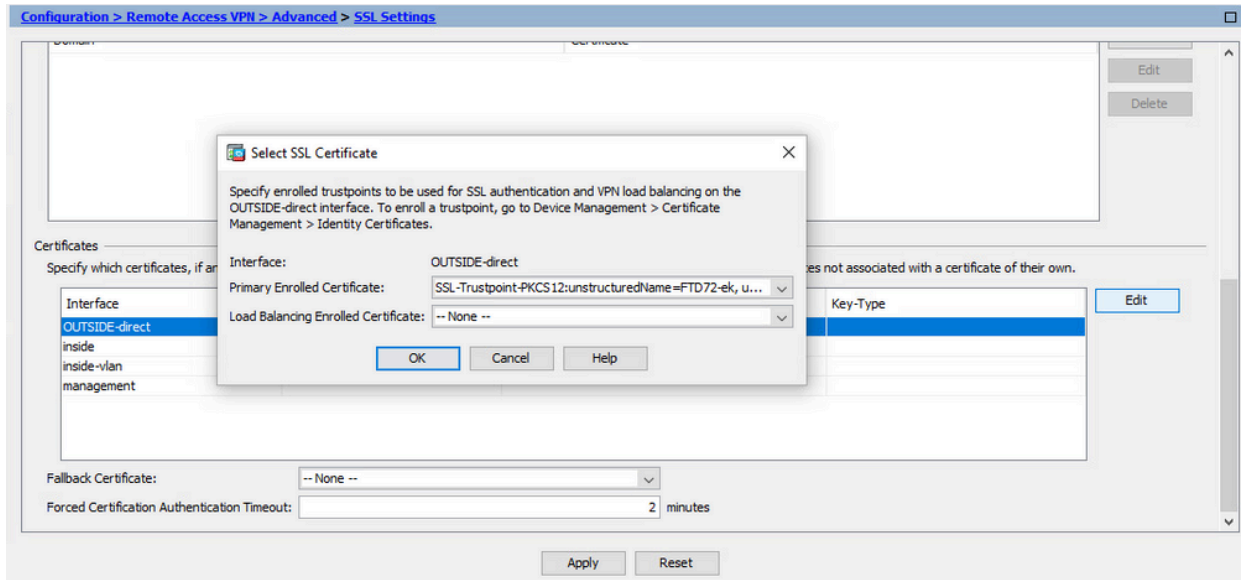 Configuration > Remote Access VPN > Advanced > SSL Settings
Edit
Delete
Select SSL Certificate
Specify enrolled trustpoints to be used for SSL authentication and VPN load balancing on the
OUTSIDE-direct interface. To enroll a trustpoint, go to Device Management > Certificate
Management > Identity Certificates.
Interface: OUTSIDE-direct
Primary Enrolled Certificate: SSL-Trustpoint-PKCS12:unstructuredName=FTD72-ek, u...
Load Balancing Enrolled Certificate: -- None --
OK Cancel Help
Certificates
Specify which certificates, if an
es not associated with a certificate of their own.
Interface Key-Type
Edit
OUTSIDE-direct
inside
inside-vlan
management
Fallback Certificate: -- None --
Forced Certification Authentication Timeout: 2 minutes
Apply Reset